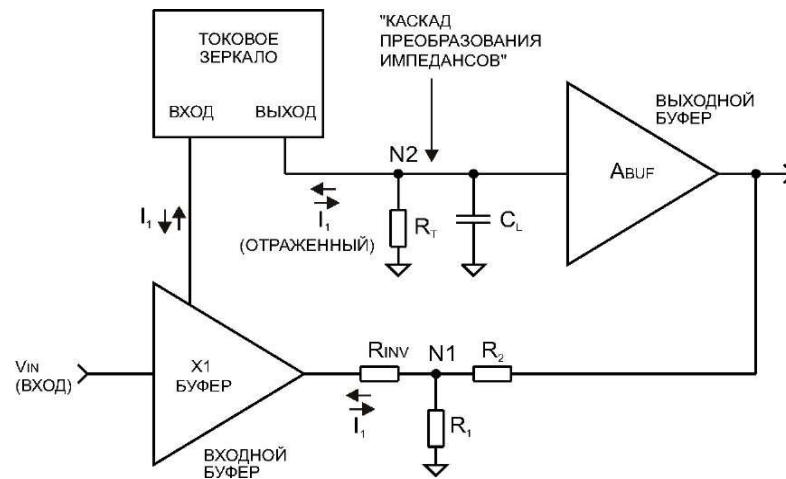 "КАСКАД
ПРЕОБРАЗОВАНИЯ
ИМПЕДАНСОВ"
ТОКОВОЕ
ЗЕРКАЛО
ВХОД
ВЫХОД
ВЫХОДНОЙ
БУФЕР
N2
ABUF
I1
I1
(ОТРАЖЕННЫЙ)
RT
CL
VIN
(ВХОД)
X1
БУФЕР
RINV
N1
R2
I1
R1
ВХОДНОЙ
БУФЕР